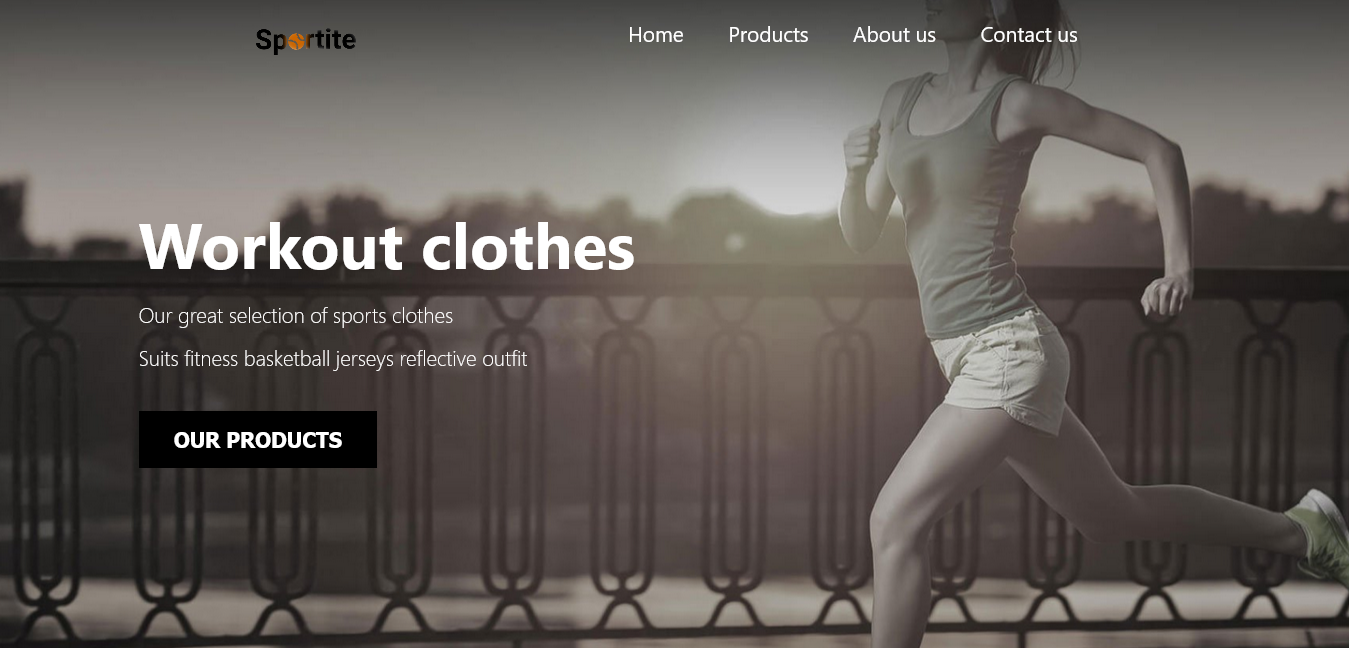 Sportite
Home
Products
About us
Contact us
Workout clothes
Our great selection of sports clothes
Suits fitness basketball jerseys reflective outfit
OUR PRODUCTS